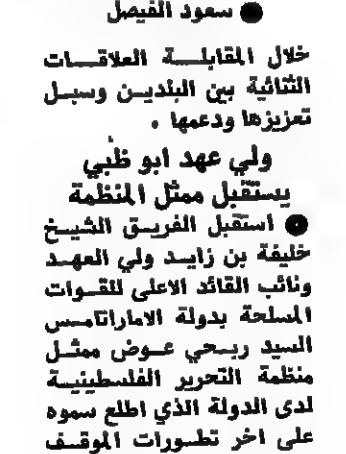 ● سعود الفيصل
خلال المقابلة العلاقات
الثنائية بين البلدين وسبل
تعزيزها ودعمها .
ولي عهد ابو ظبي
يستقبل ممثل المنظمة
● استقبل الفريق الشيخ
خليفة بن زايد ولي العهد
ونائب القائد الاعلى للقوات
المسلحة بدولة الاماراتامس
السيد ربحي عوض ممثل
منظمة التحرير الفلسطينية
لدى الدولة الذي اطلع سموه
على اخر تطورات الموقف